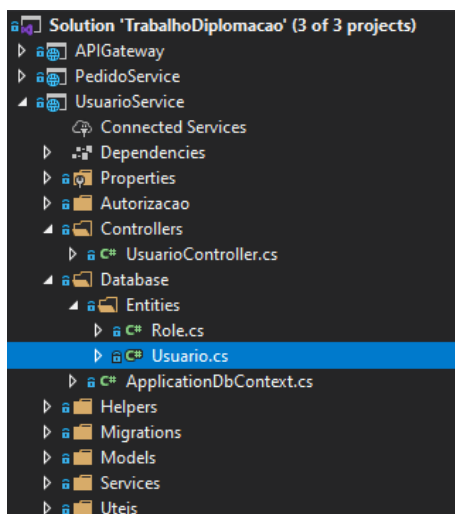 Solution 'TrabalhoDiplomacao' (3 of 3 projects)
APIGateway
PedidoService
UsuarioService
Connected Services
Dependencies
Properties
Autorizacao
Controllers
C# UsuarioController.cs
Database
Entities
C# Role.cs
C# Usuario.cs
C# ApplicationDbContext.cs
Helpers
Migrations
Models
Services
Uteis